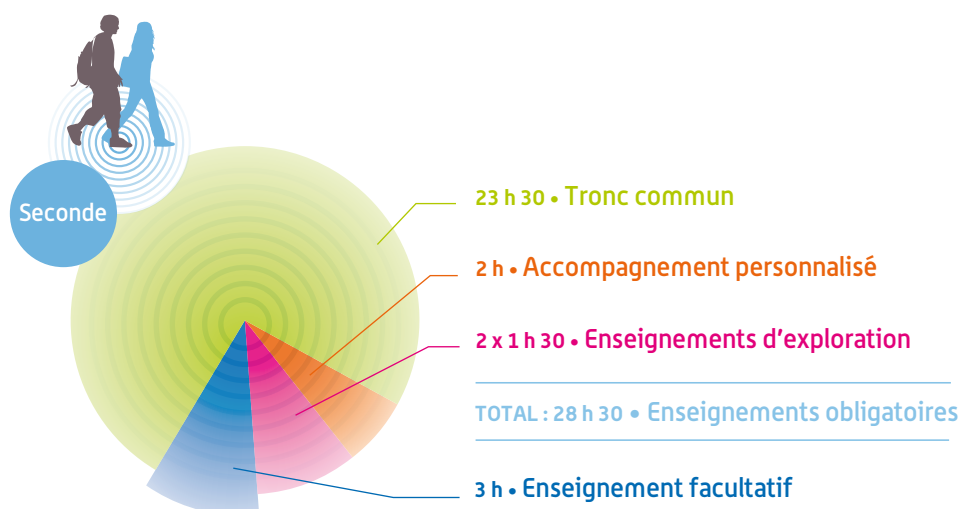 Seconde
23 h 30 • Tronc commun
2 h • Accompagnement personnalisé
2 x 1 h 30 • Enseignements d'exploration
TOTAL : 28 h 30 • Enseignements obligatoires
3 h • Enseignement facultatif